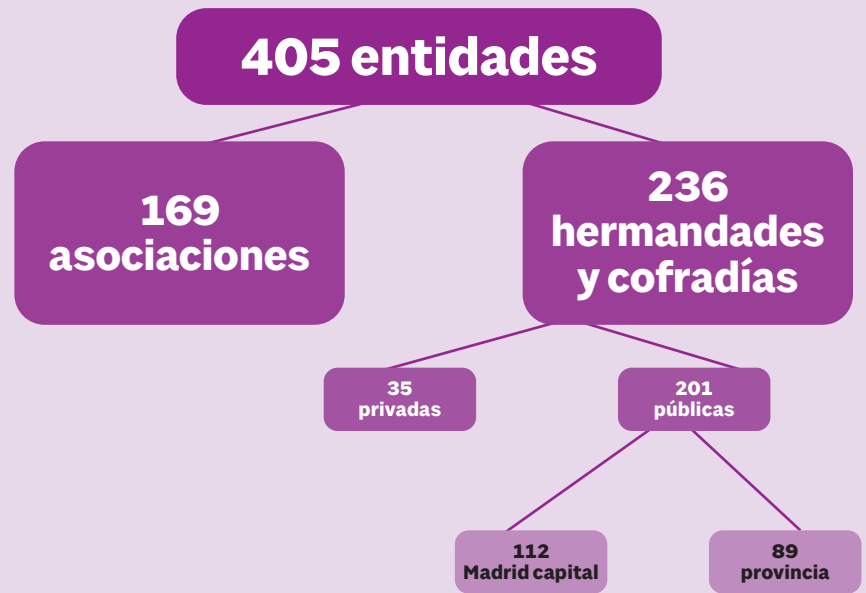 405 entidades
169
asociaciones
236
hermandades
y cofradías
35
privadas
201
públicas
112
Madrid capital
89
provincia